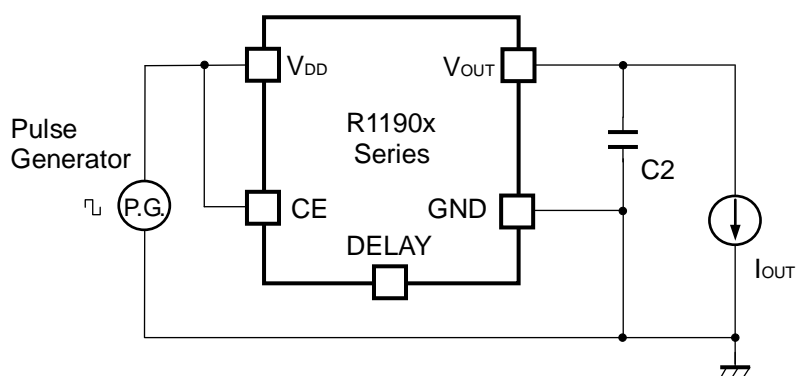 VDD
VOUT
R1190x
Series
Pulse
Generator
P.G.
CE
GND
C2
DELAY
IOUT